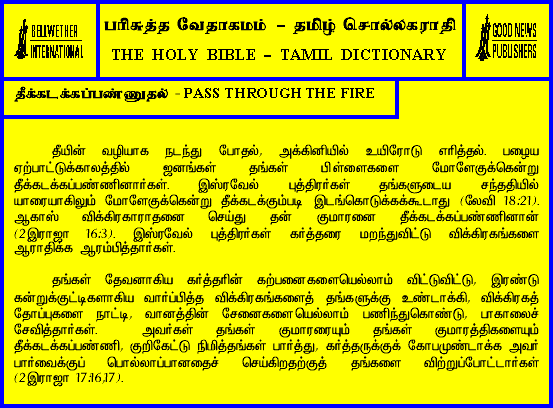 BELLWETHER
INTERNATIONAL
பரிசுத்த வேதாகமம் - தமிழ் சொல்லகராதி
THE HOLY BIBLE - TAMIL DICTIONARY
GOOD NEWS
PUBLISHERS
தீக்கடக்கப்பண்ணுதல் - PASS THROUGH THE FIRE
தீயின் வழியாக நடந்து போதல், அக்கினியில் உயிரோடு எரித்தல். பழைய
ஏற்பாட்டுக்காலத்தில் ஜனங்கள் தங்கள் பிள்ளைகளை மோளேகுக்கென்று
தீக்கடக்கப்பண்ணினார்கள். இஸ்ரவேல் புத்திரர்கள் தங்களுடைய சந்ததியில்
யாரையாகிலும் மோளேகுக்கென்று தீக்கடக்கும்படி இடங்கொடுக்கக்கூடாது (லேவி 18:21).
ஆகாஸ் விக்கிரகாராதனை செய்து தன் குமாரனை தீக்கடக்கப்பண்ணினான்
(2இராஜா 16:3). இஸ்ரவேல் புத்திரர்கள் கர்த்தரை மறந்துவிட்டு விக்கிரகங்களை
ஆராதிக்க ஆரம்பித்தார்கள்.
தங்கள் தேவனாகிய கர்த்தரின் கற்பனைகளையெல்லாம் விட்டுவிட்டு, இரண்டு
கன்றுக்குட்டிகளாகிய வார்ப்பித்த விக்கிரகங்களைத் தங்களுக்கு உண்டாக்கி, விக்கிரகத்
தோப்புகளை நாட்டி, வானத்தின் சேனைகளையெல்லாம் பணிந்துகொண்டு, பாகாலைச்
சேவித்தார்கள். அவர்கள் தங்கள் குமாரரையும் தங்கள் குமாரத்திகளையும்
தீக்கடக்கப்பண்ணி, குறிகேட்டு நிமித்தங்கள் பார்த்து, கர்த்தருக்குக் கோபமுண்டாக்க அவர்
பார்வைக்குப் பொல்லாப்பானதைச் செய்கிறதற்குத் தங்களை விற்றுப்போட்டார்கள்
(2இராஜா 17:16,17).